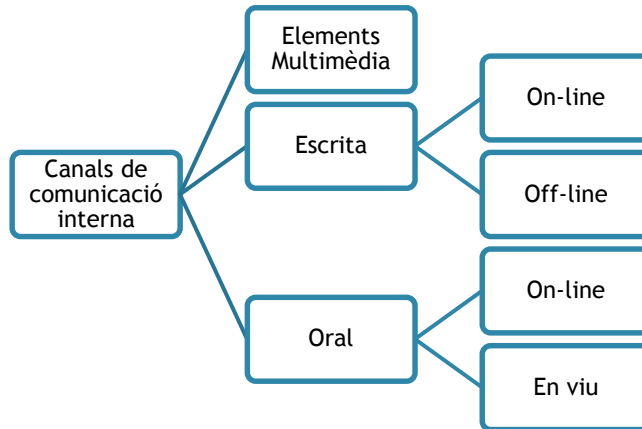 Elements
Multimèdia
On-line
Escrita
Canals de
comunicació
interna
Off-line
On-line
Oral
En viu